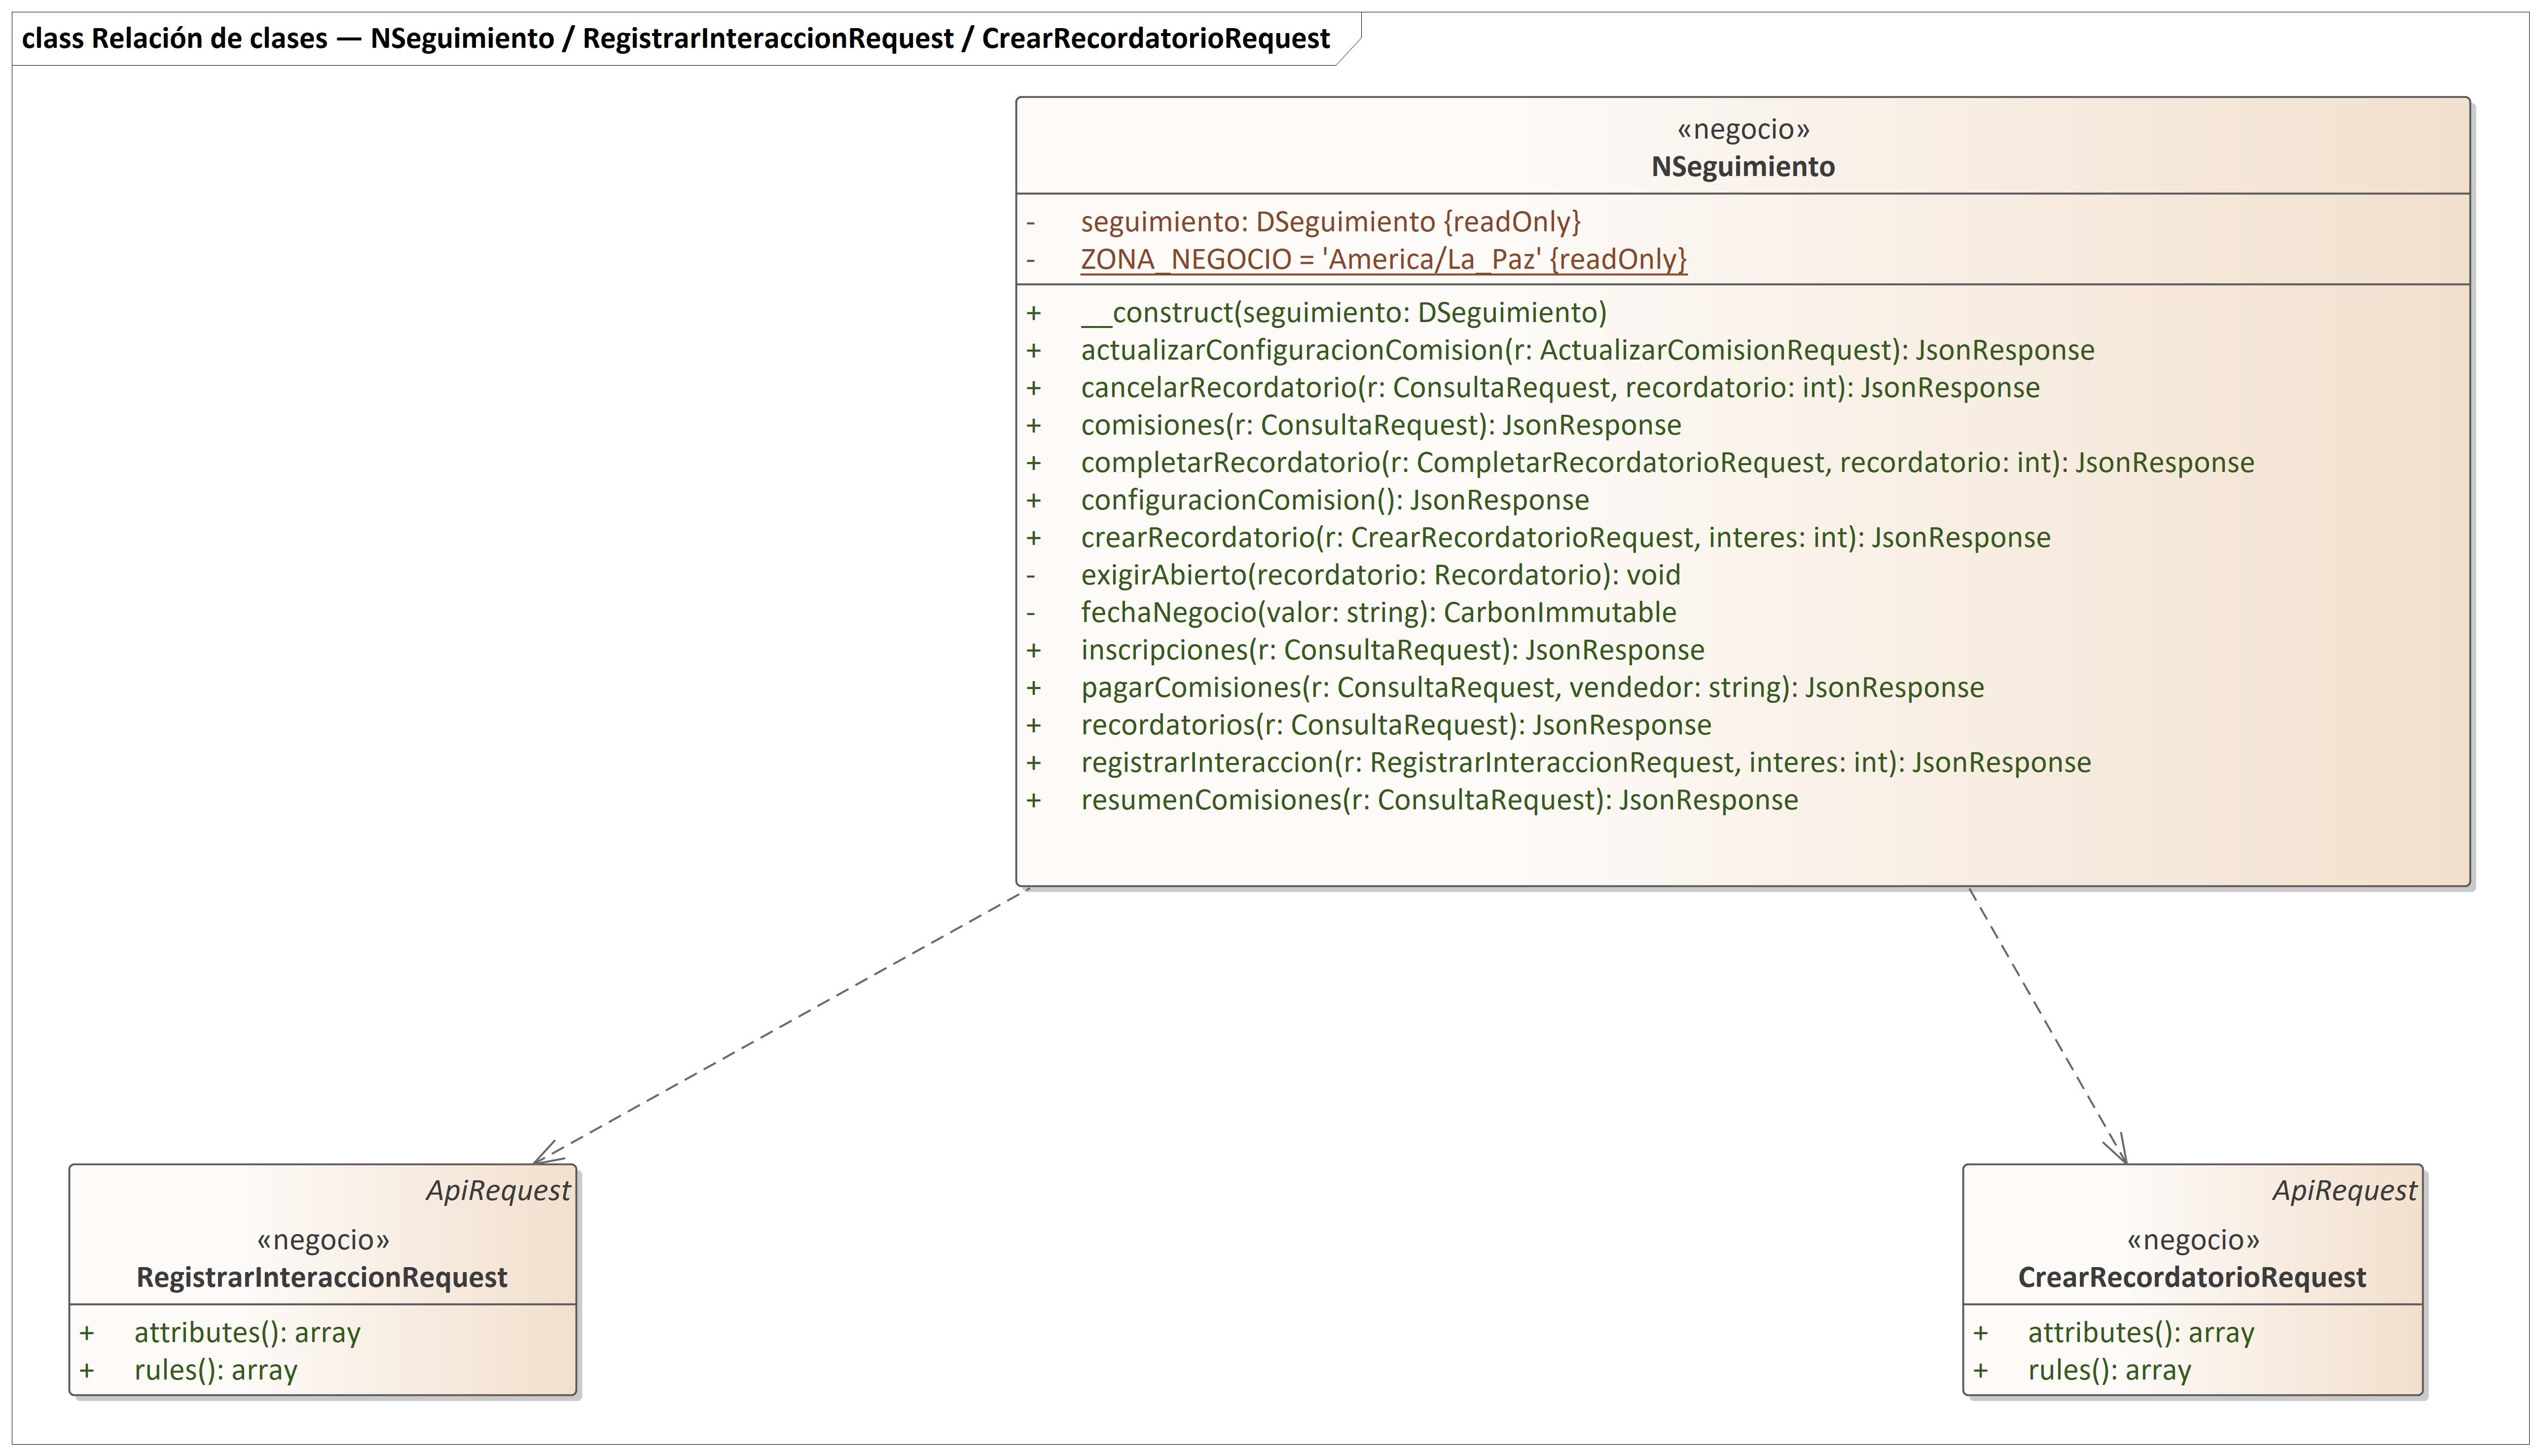 class Relación de clases — NSeguimiento / RegistrarInteraccionRequest / CrearRecordatorioRequest
«negocio»
NSeguimiento
- seguimiento: DSeguimiento {readOnly}
- ZONA_NEGOCIO = 'America/La_Paz' {readOnly}
+ __construct(seguimiento: DSeguimiento)
+ actualizarConfiguracionComision(r: ActualizarComisionRequest): JsonResponse
+ cancelarRecordatorio(r: ConsultaRequest, recordatorio: int): JsonResponse
+ comisiones(r: ConsultaRequest): JsonResponse
+ completarRecordatorio(r: CompletarRecordatorioRequest, recordatorio: int): JsonResponse
+ configuracionComision(): JsonResponse
+ crearRecordatorio(r: CrearRecordatorioRequest, interes: int): JsonResponse
- exigirAbierto(recordatorio: Recordatorio): void
- fechaNegocio(valor: string): CarbonImmutable
+ inscripciones(r: ConsultaRequest): JsonResponse
+ pagarComisiones(r: ConsultaRequest, vendedor: string): JsonResponse
+ recordatorios(r: ConsultaRequest): JsonResponse
+ registrarInteraccion(r: RegistrarInteraccionRequest, interes: int): JsonResponse
+ resumenComisiones(r: ConsultaRequest): JsonResponse
ApiRequest
«negocio»
RegistrarInteraccionRequest
+ attributes(): array
+ rules(): array
ApiRequest
«negocio»
CrearRecordatorioRequest
+ attributes(): array
+ rules(): array